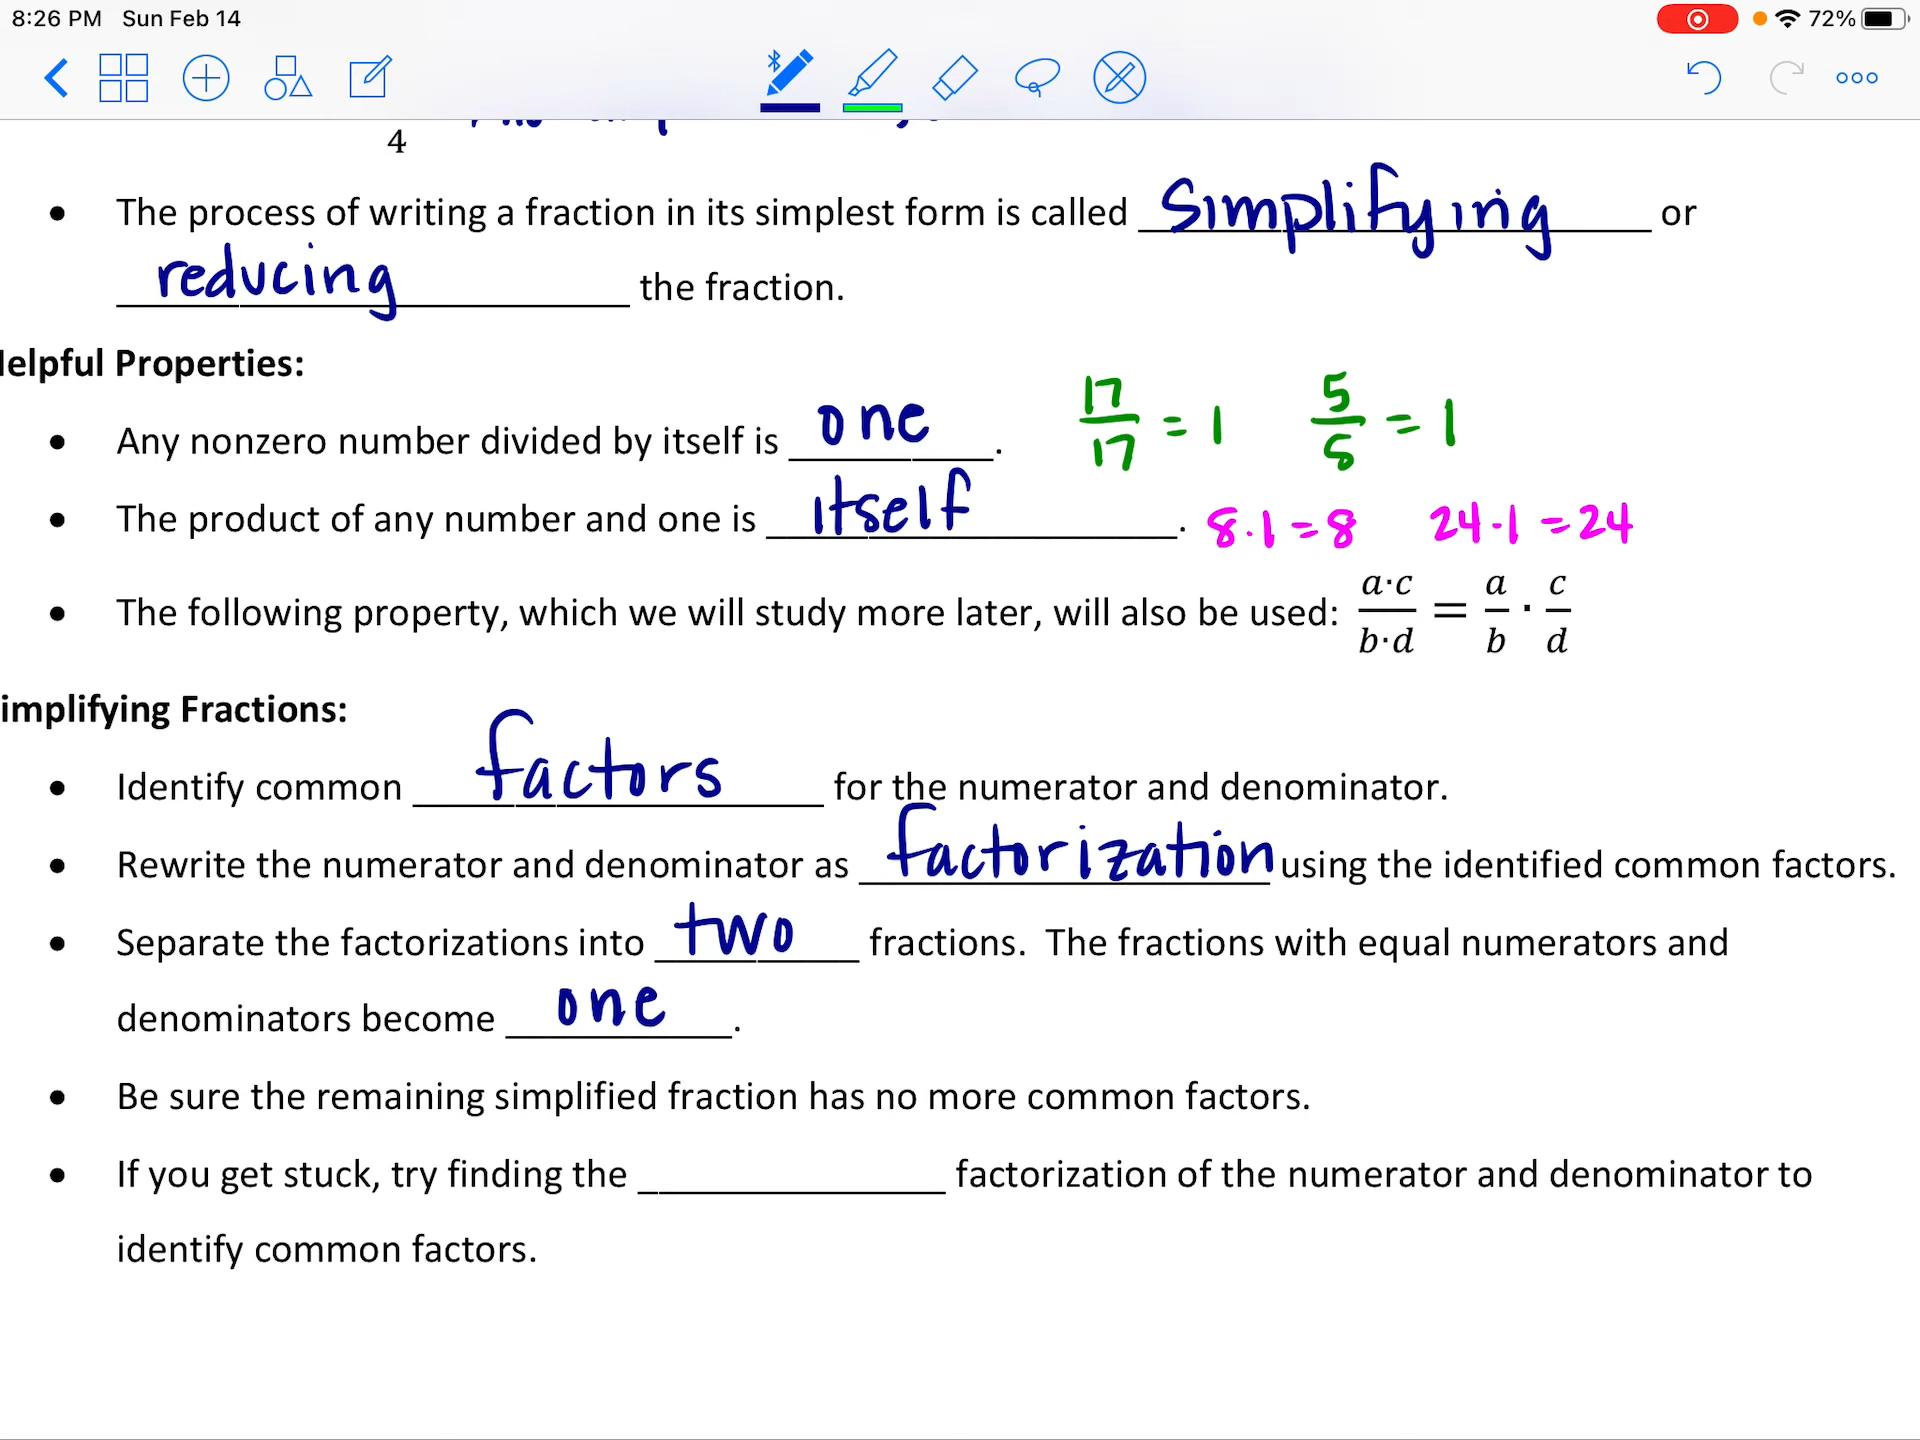 8:26 PM Sun Feb 14
72%
4
The process of writing a fraction in its simplest form is called simplifying or
reducing the fraction.
elpful Properties:
Any nonzero number divided by itself is one. 17/17 = 1 5/5 = 1
The product of any number and one is itself. 8·1=8 24·1=24
The following property, which we will study more later, will also be used: a·c/b·d = a/b · c/d
implifying Fractions:
Identify common factors for the numerator and denominator.
Rewrite the numerator and denominator as factorization using the identified common factors.
Separate the factorizations into two fractions. The fractions with equal numerators and
denominators become one.
Be sure the remaining simplified fraction has no more common factors.
If you get stuck, try finding the _______________ factorization of the numerator and denominator to
identify common factors.